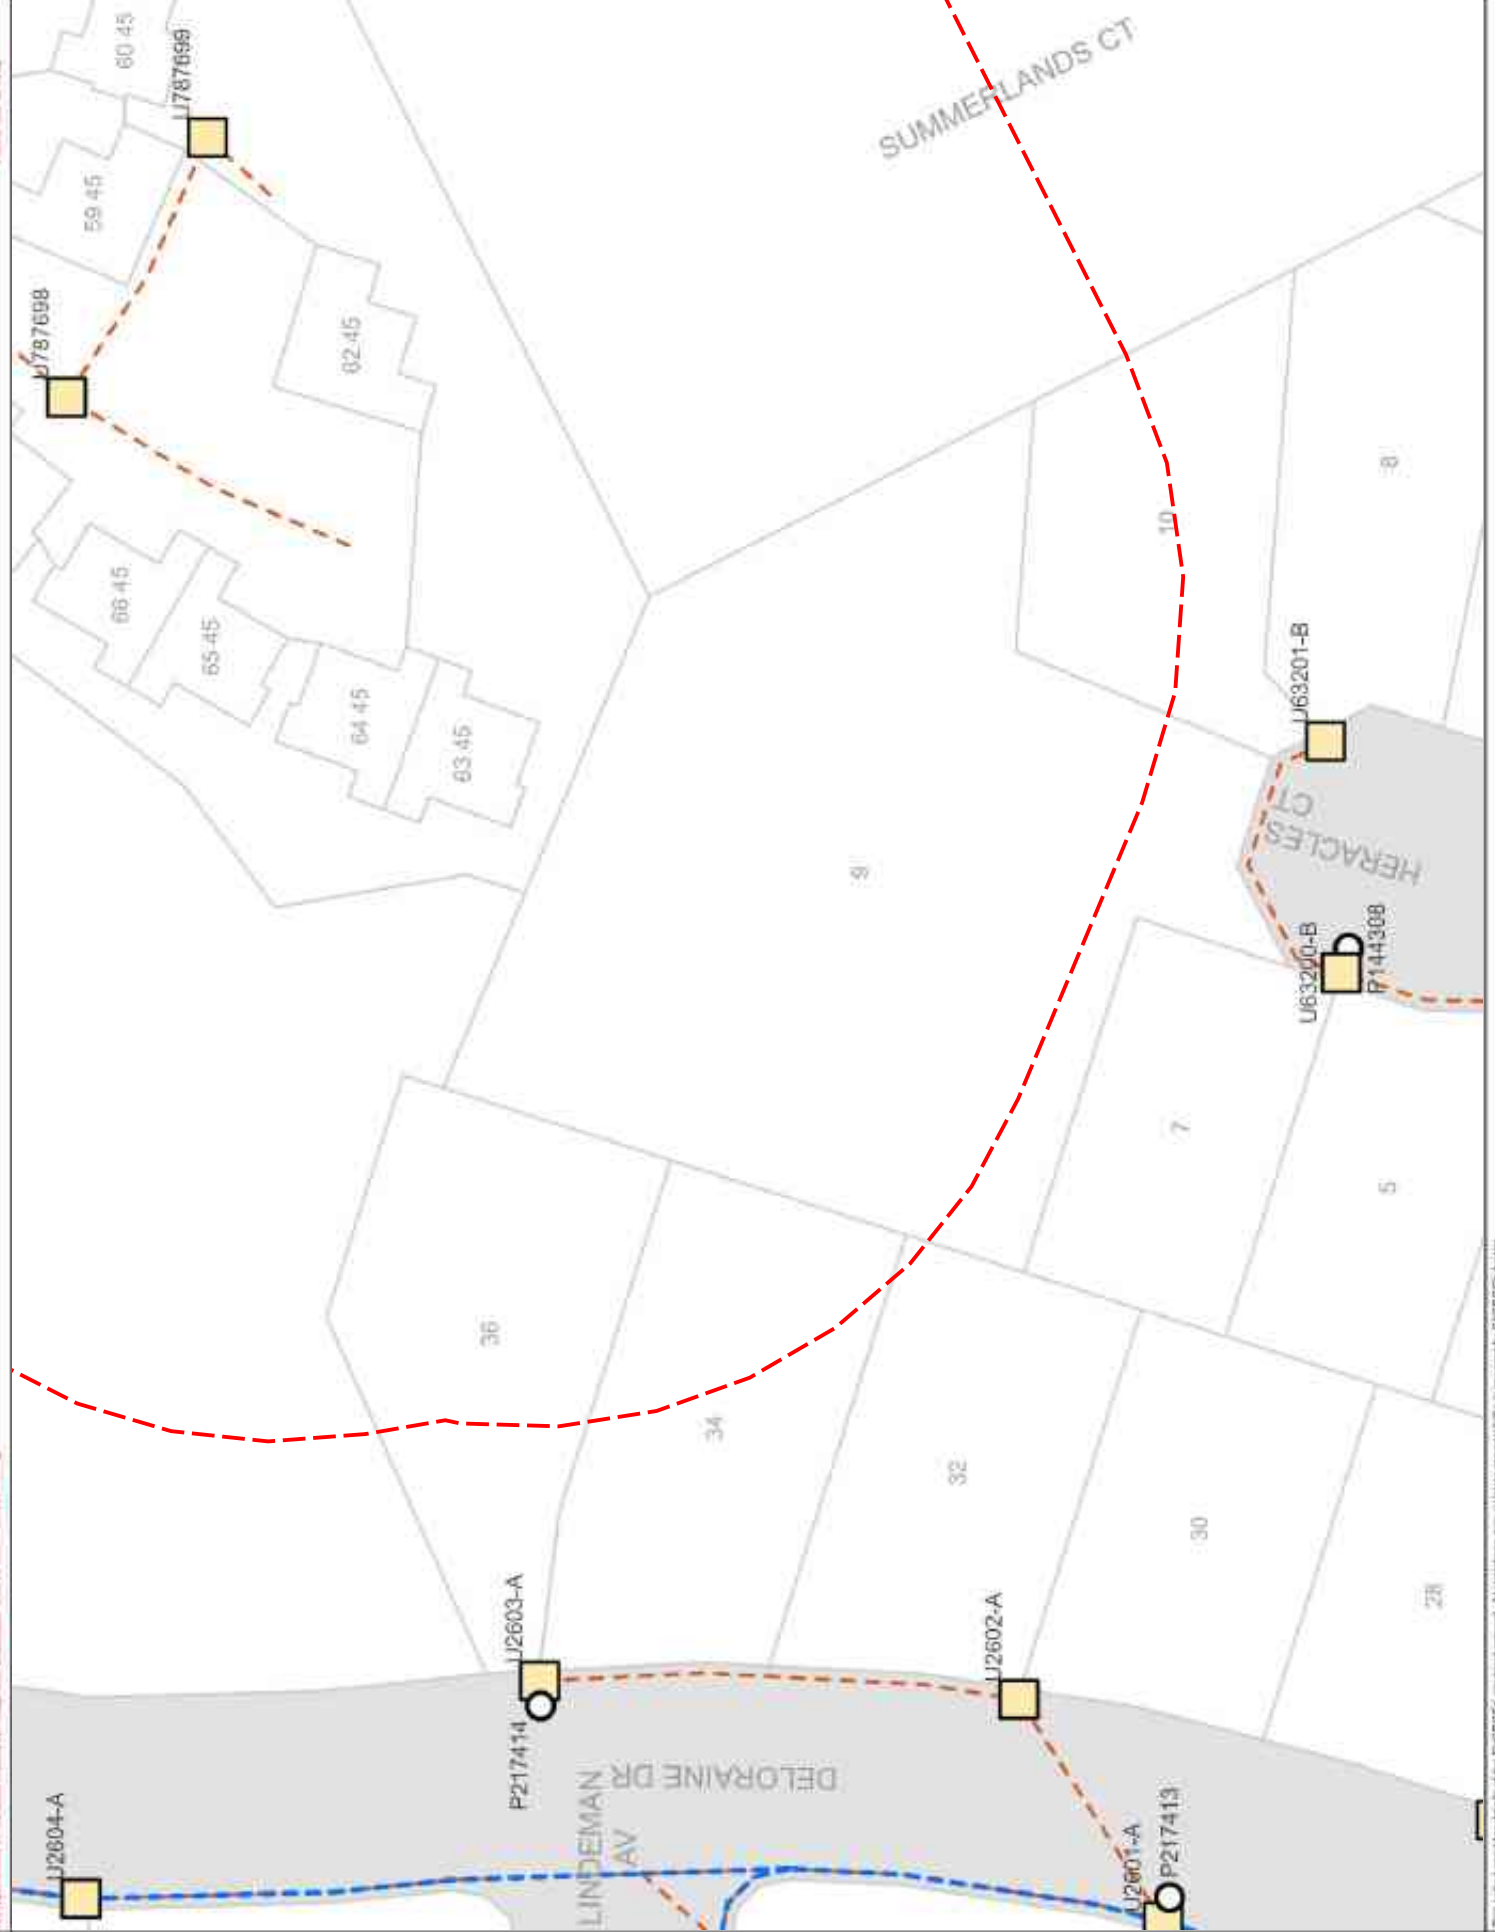 60 45
U787699
59 45
U787698
62 45
66 45
65 45
64 45
63 45
SUMMERLANDS CT
10
8
U63201-B
HERACLES
CT
9
U63200-B
P144308
7
5
36
34
32
30
28
U2603-A
P217414
U2602-A
DELORAINE DR
LINDEMAN
AV
U2604-A
U2601-A
P217413